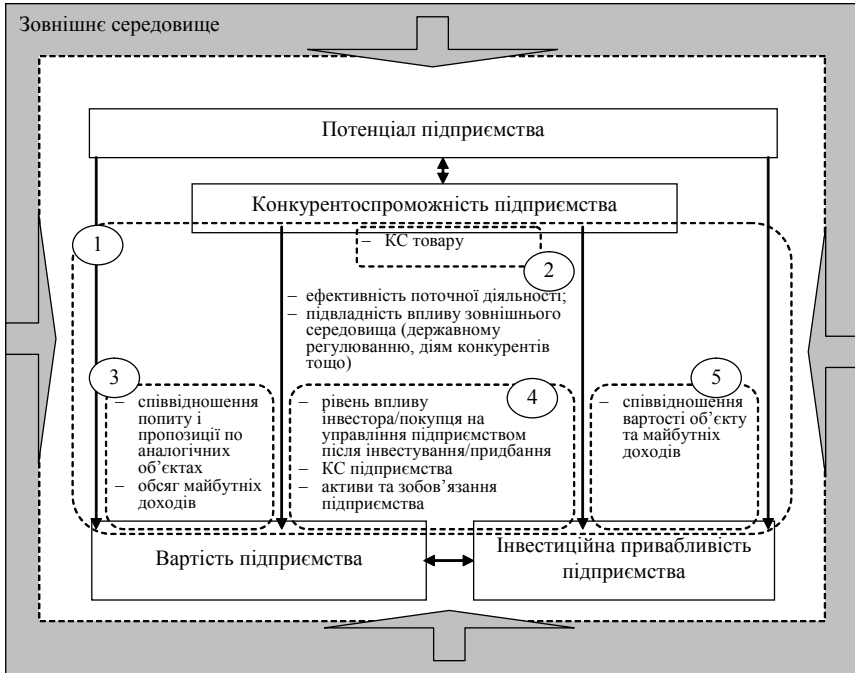 Зовнішнє середовище
Потенціал підприємства
Конкурентоспроможність підприємства
1
– КС товару
2
– ефективність поточної діяльності;
– підвладність впливу зовнішнього
середовища (державному
регулюванню, діям конкурентів
тощо)
3
– співвідношення
попиту і
пропозиції по
аналогічних
об’єктах
– обсяг майбутніх
доходів
4
– рівень впливу
інвестора/покупця на
управління підприємством
після інвестування/придбання
– КС підприємства
– активи та зобов’язання
підприємства
5
– співвідношення
вартості об’єкту
та майбутніх
доходів
Вартість підприємства
Інвестиційна привабливість
підприємства